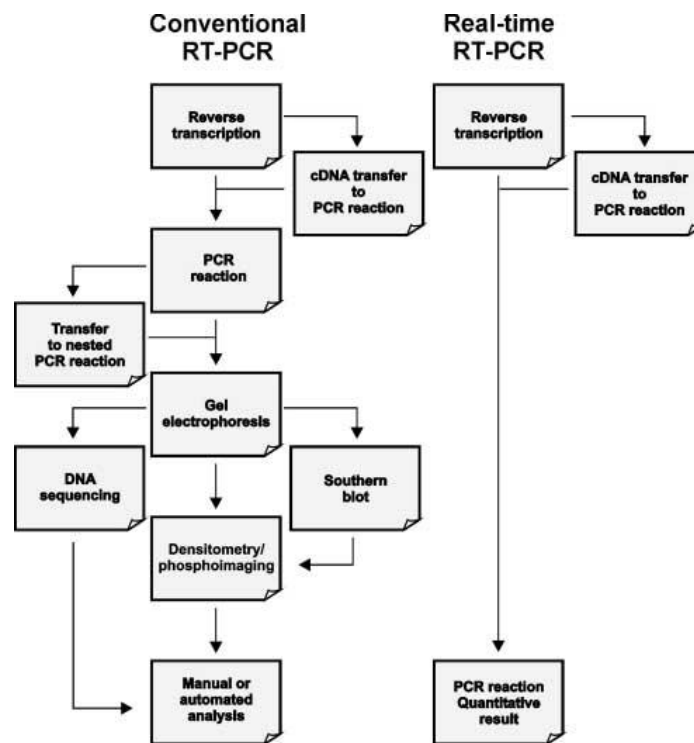 Conventional
RT-PCR
Real-time
RT-PCR
Reverse
transcription
cDNA transfer
to
PCR reaction
Reverse
transcription
cDNA transfer
to
PCR reaction
PCR
reaction
Transfer
to nested
PCR reaction
Gel
electrophoresis
DNA
sequencing
Southern
blot
Densitometry/
phosphoimaging
Manual or
automated
analysis
PCR reaction
Quantitative
result